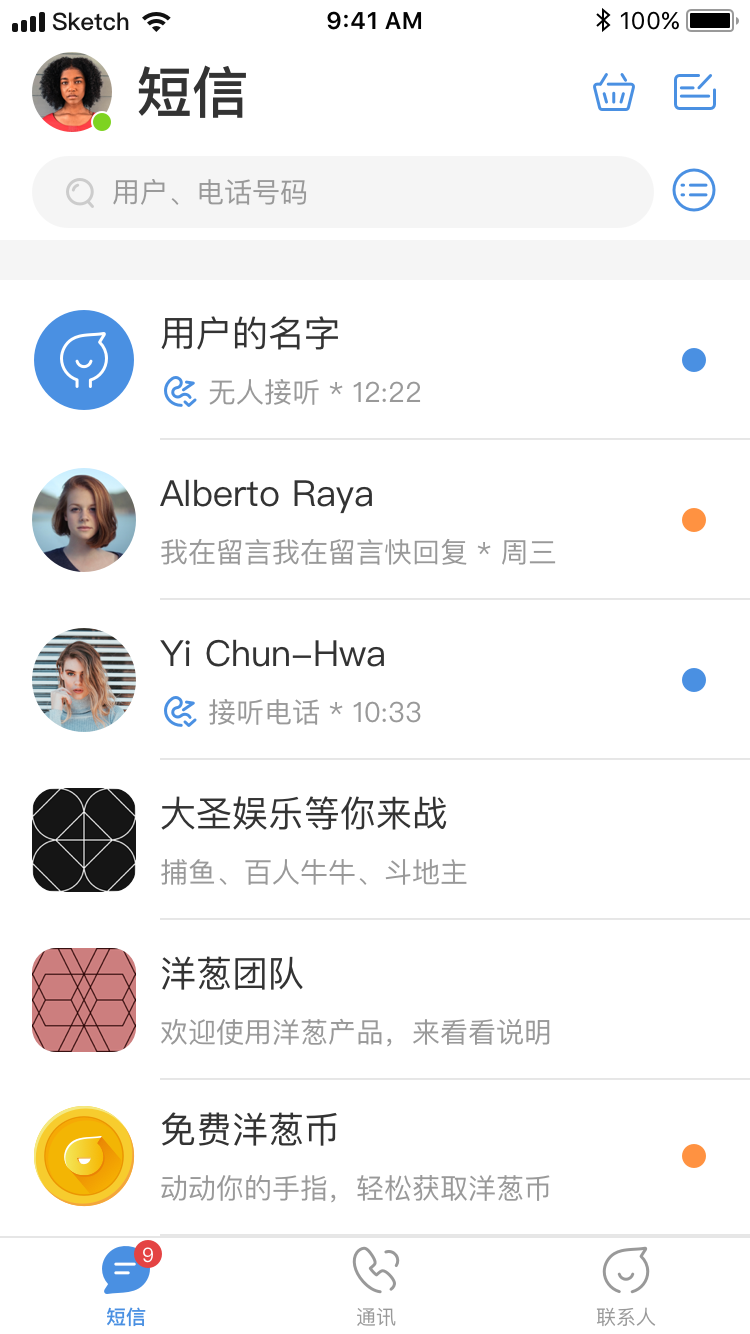 Sketch 9:41 AM 100%
短信
用户、电话号码
用户的名字
无人接听 * 12:22
Alberto Raya
我在留言我在留言快回复 * 周三
Yi Chun–Hwa
接听电话 * 10:33
大圣娱乐等你来战
捕鱼、百人牛牛、斗地主
洋葱团队
欢迎使用洋葱产品，来看看说明
免费洋葱币
动动你的手指，轻松获取洋葱币
9
短信 通讯 联系人